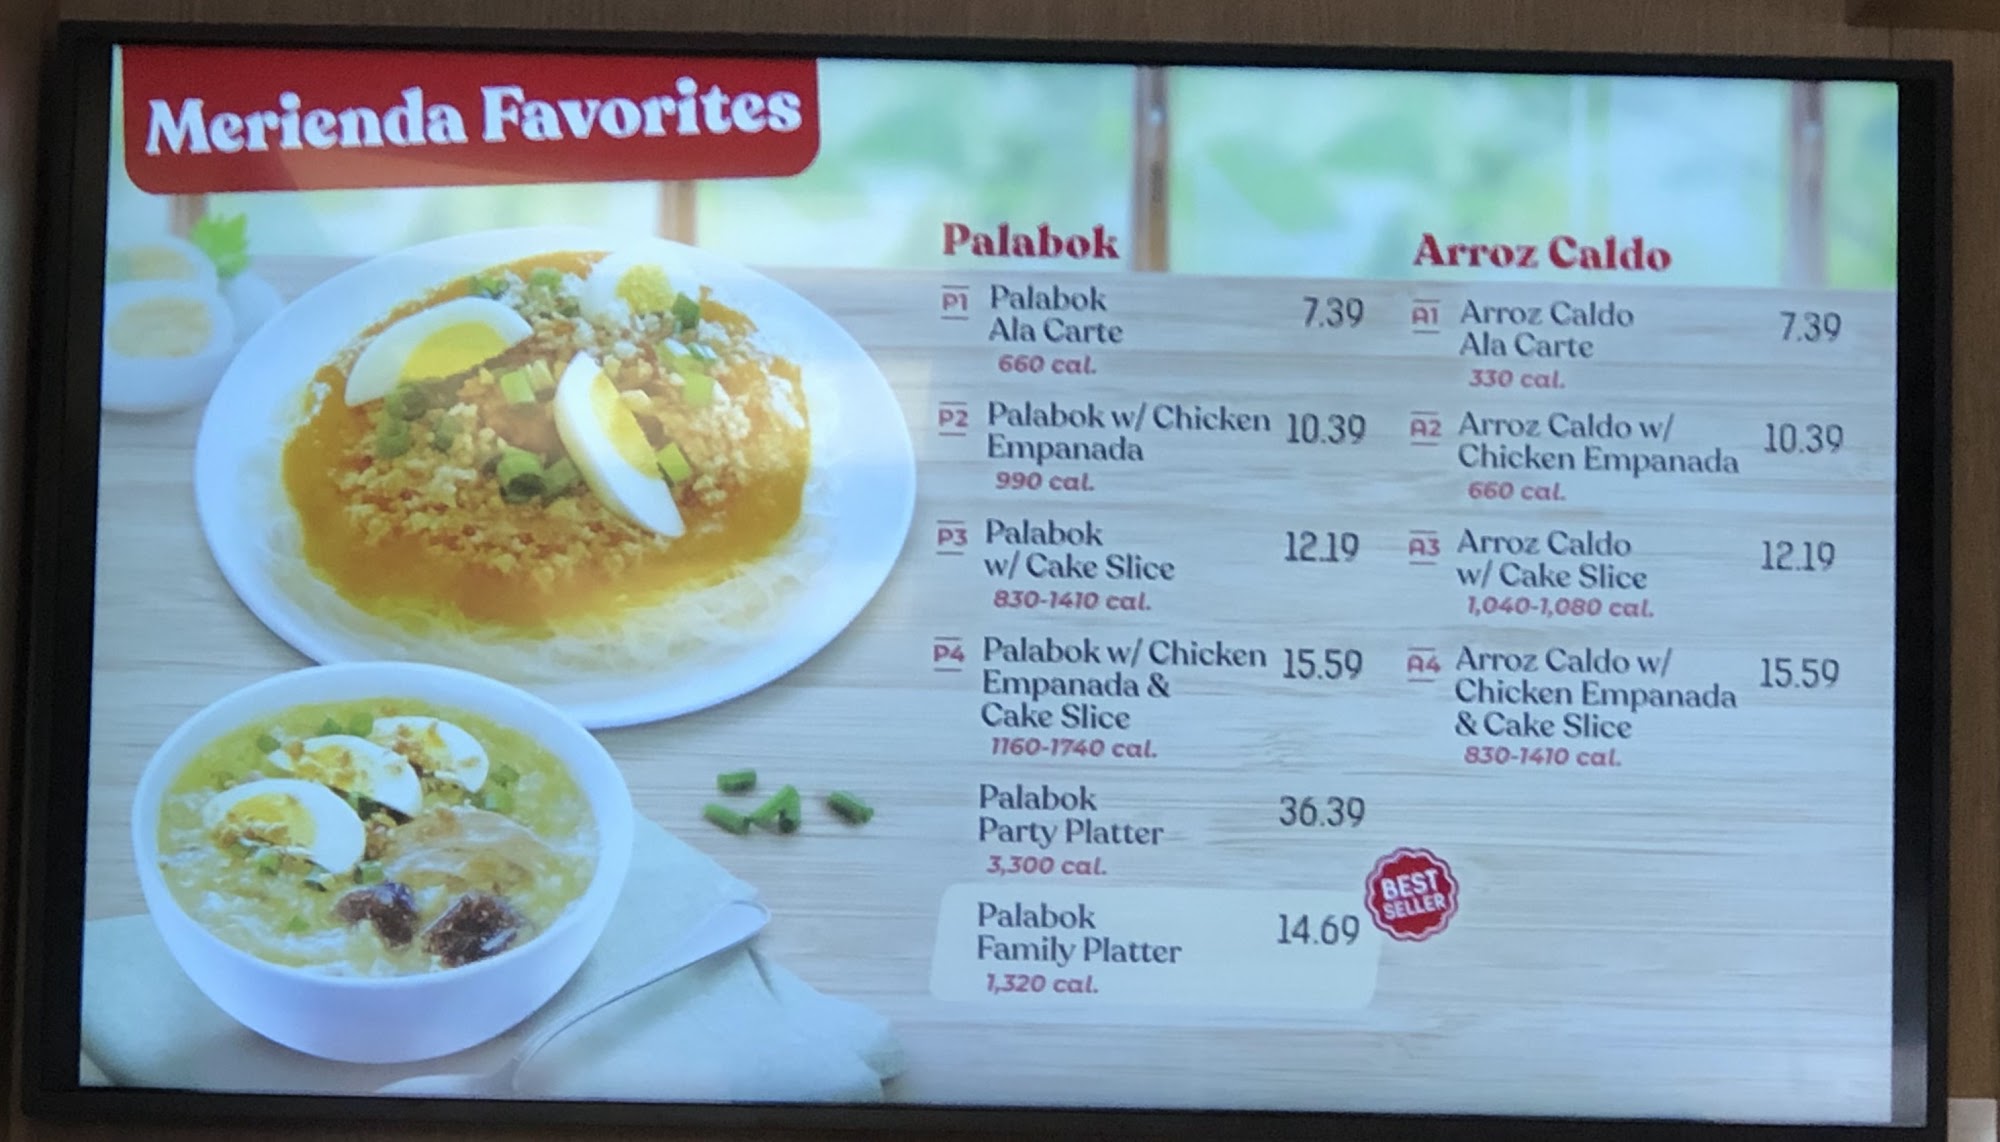 Merienda Favorites
Palabok
P1 Palabok 7.39
Ala Carte
660 cal.
P2 Palabok w/ Chicken 10.39
Empanada
990 cal.
P3 Palabok 12.19
w/ Cake Slice
830-1410 cal.
P4 Palabok w/ Chicken 15.59
Empanada &
Cake Slice
1160-1740 cal.
Palabok 36.39
Party Platter
3,300 cal.
Palabok 14.69
Family Platter
1,320 cal.
BEST
SELLER
Arroz Caldo
A1 Arroz Caldo 7.39
Ala Carte
330 cal.
A2 Arroz Caldo w/ 10.39
Chicken Empanada
660 cal.
A3 Arroz Caldo 12.19
w/ Cake Slice
1,040-1,080 cal.
A4 Arroz Caldo w/ 15.59
Chicken Empanada
& Cake Slice
830-1410 cal.